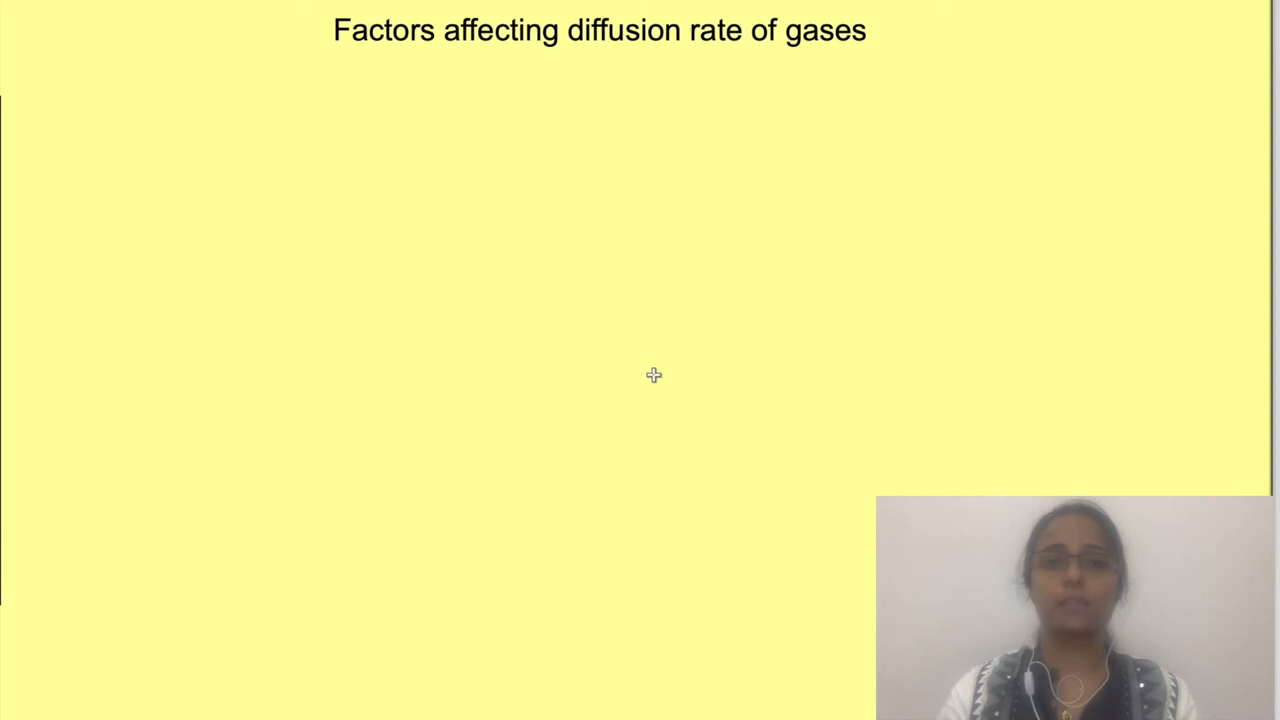 Factors affecting diffusion rate of gases